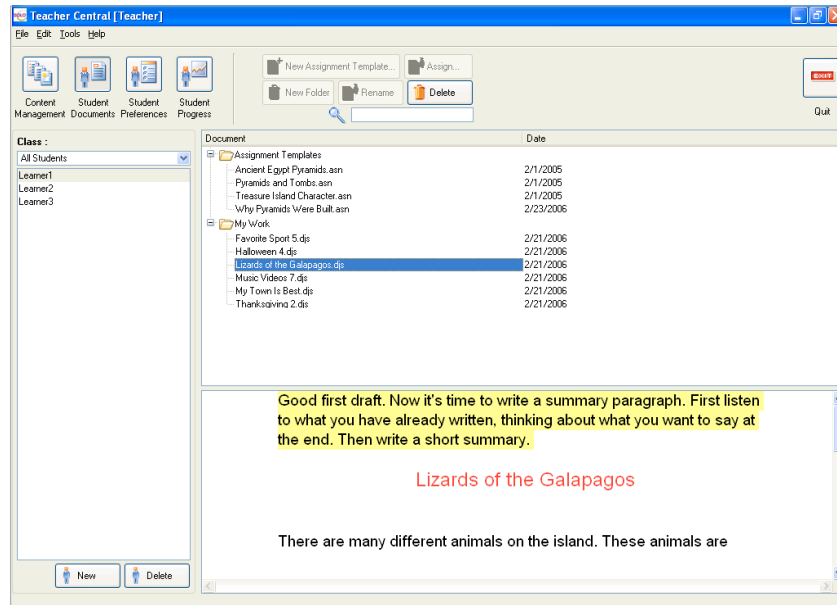 Teacher Central [Teacher]
File Edit Tools Help
New Assignment Template... Assign...
New Folder Rename Delete
Content Management
Student Documents
Student Preferences
Student Progress
EXIT
Quit
Class :
All Students
Learner1
Learner2
Learner3
New Delete
Document Date
Assignment Templates
Ancient Egypt Pyramids.asn 2/1/2005
Pyramids and Tombs.asn 2/1/2005
Treasure Island Character.asn 2/1/2005
Why Pyramids Were Built.asn 2/23/2006
My Work
Favorite Sport 5.djs 2/21/2006
Halloween 4.djs 2/21/2006
Lizards of the Galapagos.djs 2/21/2006
Music Videos 7.djs 2/21/2006
My Town Is Best.djs 2/21/2006
Thanksgiving 2.djs 2/21/2006
Good first draft. Now it's time to write a summary paragraph. First listen
to what you have already written, thinking about what you want to say at
the end. Then write a short summary.
Lizards of the Galapagos
There are many different animals on the island. These animals are